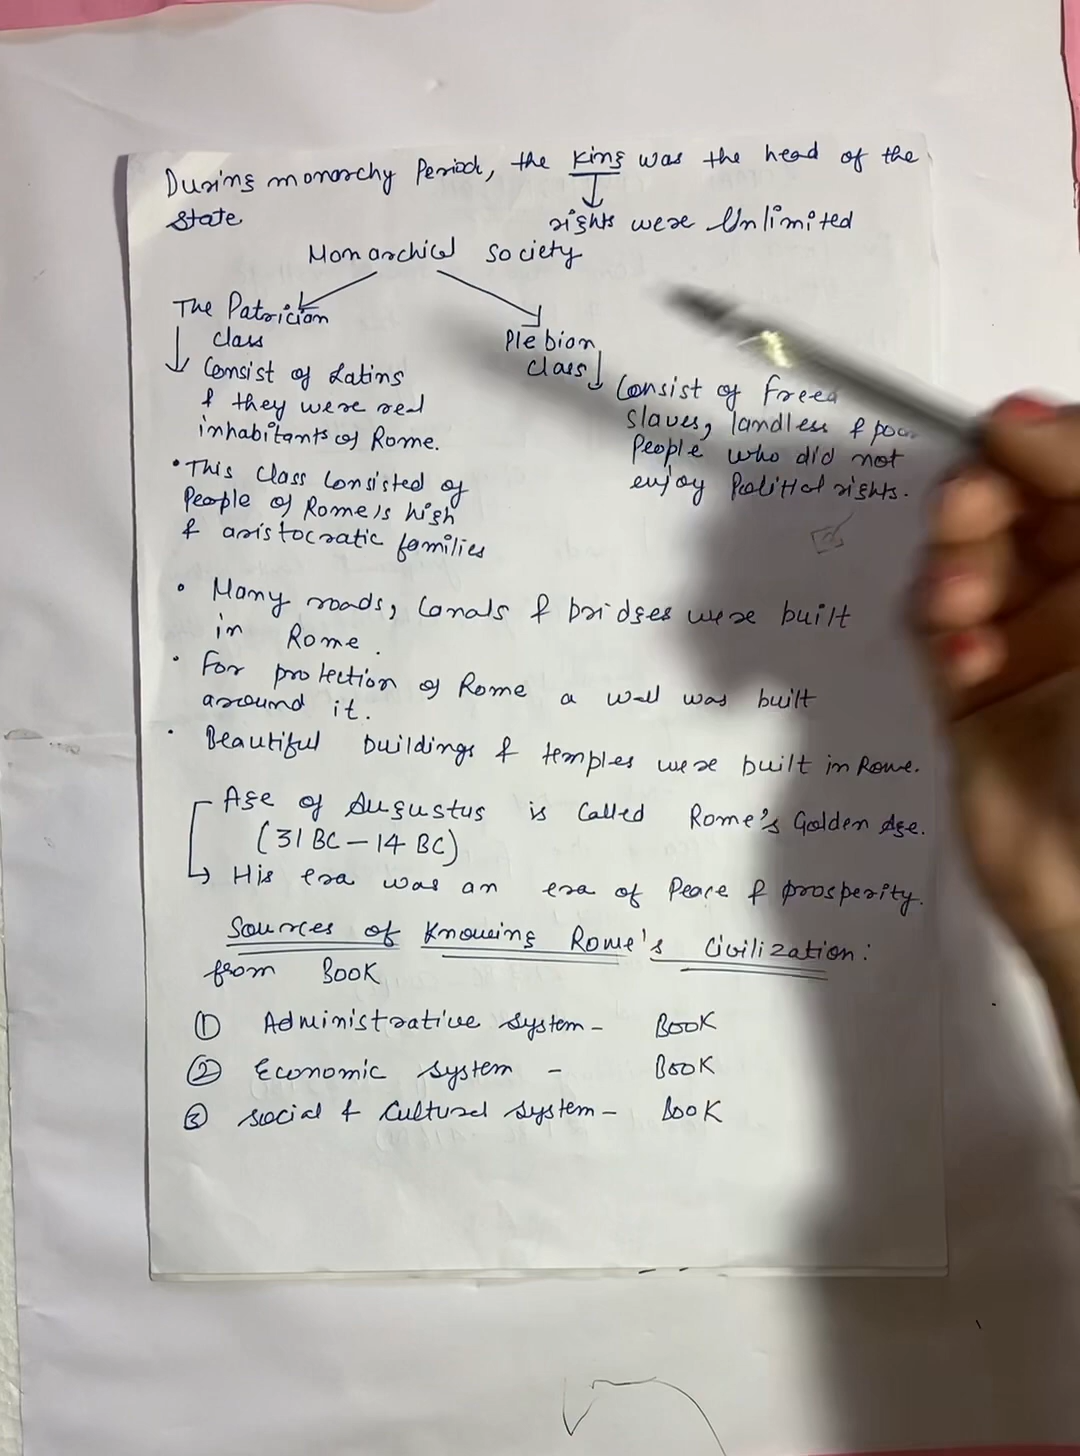 During monarchy Period, the King was the head of the
state
rights were Unlimited
Monarchical Society
The Patrician
class
Consist of Latins
& they were real
inhabitants of Rome.
• This class Consisted of
People of Rome's high
& aristocratic families
Plebian
class
Consist of Freed
slaves, landless & poor
People who did not
enjoy Political rights.
• Many roads, Canals & bridges were built
in Rome.
• For protection of Rome a wall was built
around it.
• Beautiful buildings & temples were built in Rome.
Age of Augustus is Called Rome's Golden Age.
(31 BC – 14 BC)
His era was an era of Peace & prosperity.
Sources of Knowing Rome's Civilization:
from BOOK
① Administrative System – BOOK
② Economic System – BOOK
③ Social & Cultural System – BOOK